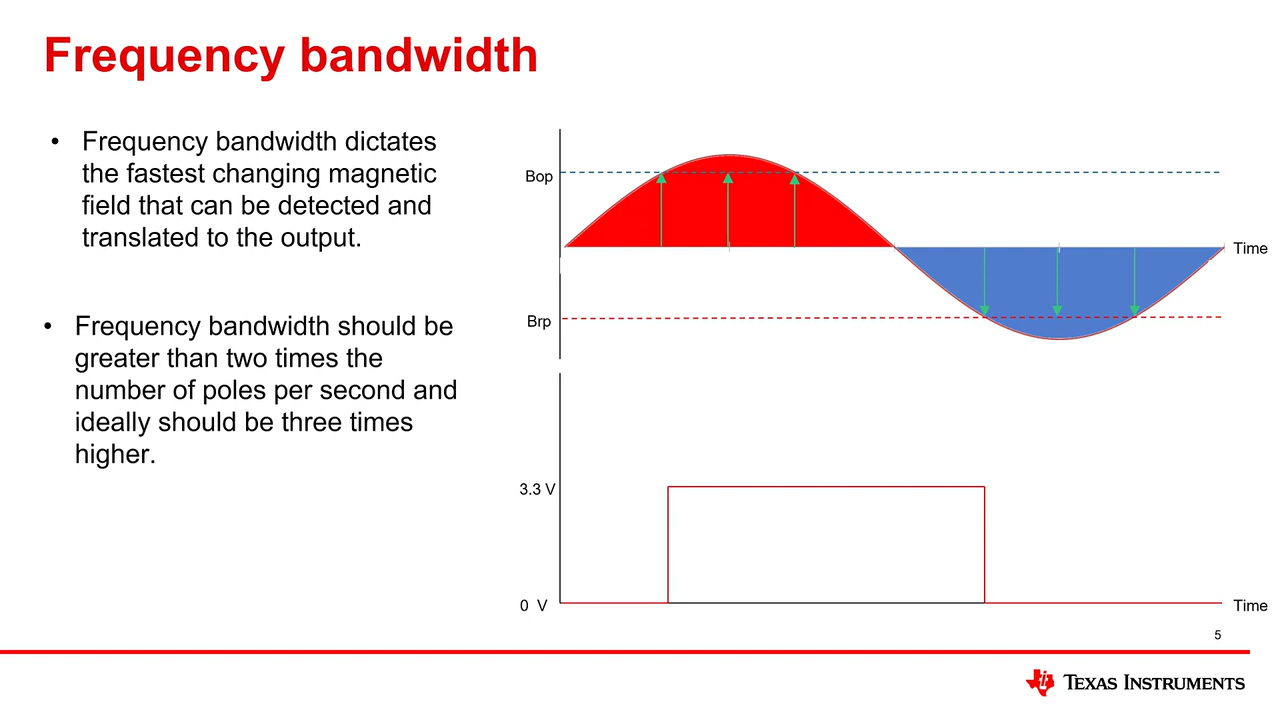 Frequency bandwidth
• Frequency bandwidth dictates
the fastest changing magnetic
field that can be detected and
translated to the output.
• Frequency bandwidth should be
greater than two times the
number of poles per second and
ideally should be three times
higher.
Bop
Time
Brp
3.3 V
0 V
Time
5
TEXAS INSTRUMENTS